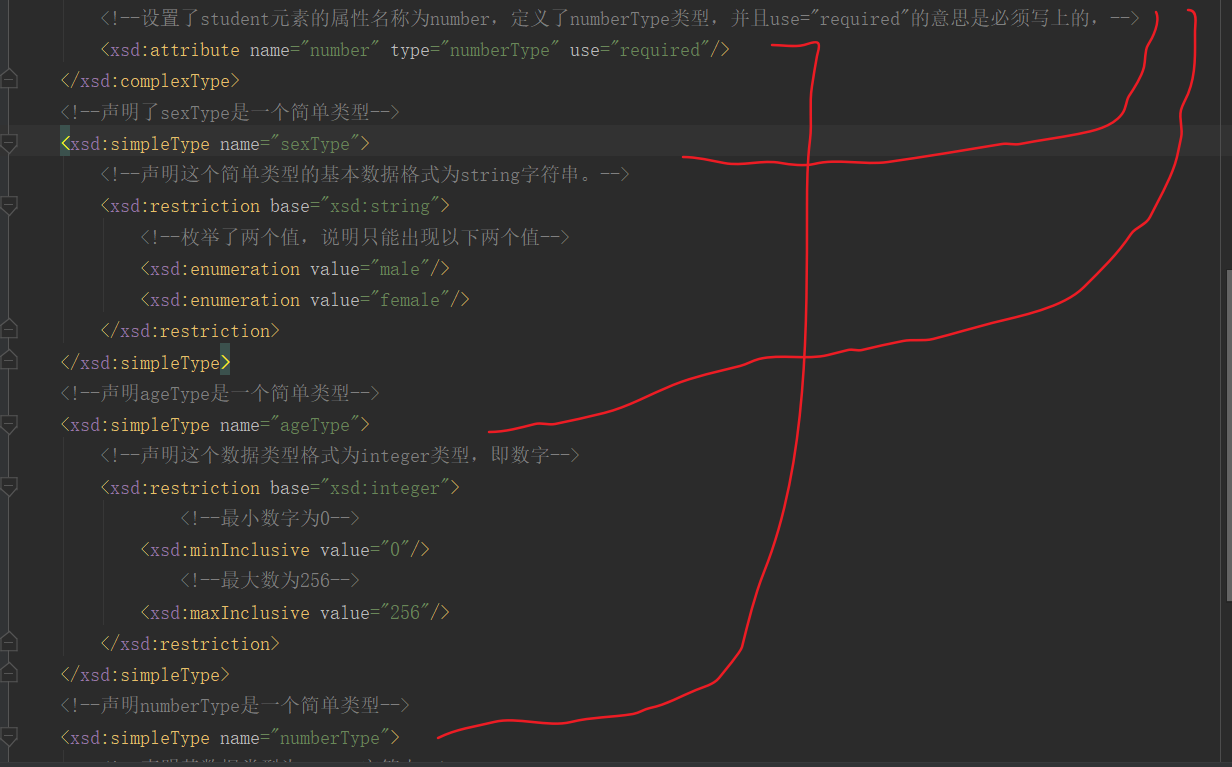 <!--设置了student元素的属性名称为number，定义了numberType类型，并且use="required"的意思是必须写上的，-->
<xsd:attribute name="number" type="numberType" use="required"/>
</xsd:complexType>
<!--声明了sexType是一个简单类型-->
<xsd:simpleType name="sexType">
<!--声明这个简单类型的基本数据格式为string字符串。-->
<xsd:restriction base="xsd:string">
<!--枚举了两个值，说明只能出现以下两个值-->
<xsd:enumeration value="male"/>
<xsd:enumeration value="female"/>
</xsd:restriction>
</xsd:simpleType>
<!--声明ageType是一个简单类型-->
<xsd:simpleType name="ageType">
<!--声明这个数据类型格式为integer类型，即数字-->
<xsd:restriction base="xsd:integer">
<!--最小数字为0-->
<xsd:minInclusive value="0"/>
<!--最大数为256-->
<xsd:maxInclusive value="256"/>
</xsd:restriction>
</xsd:simpleType>
<!--声明numberType是一个简单类型-->
<xsd:simpleType name="numberType">